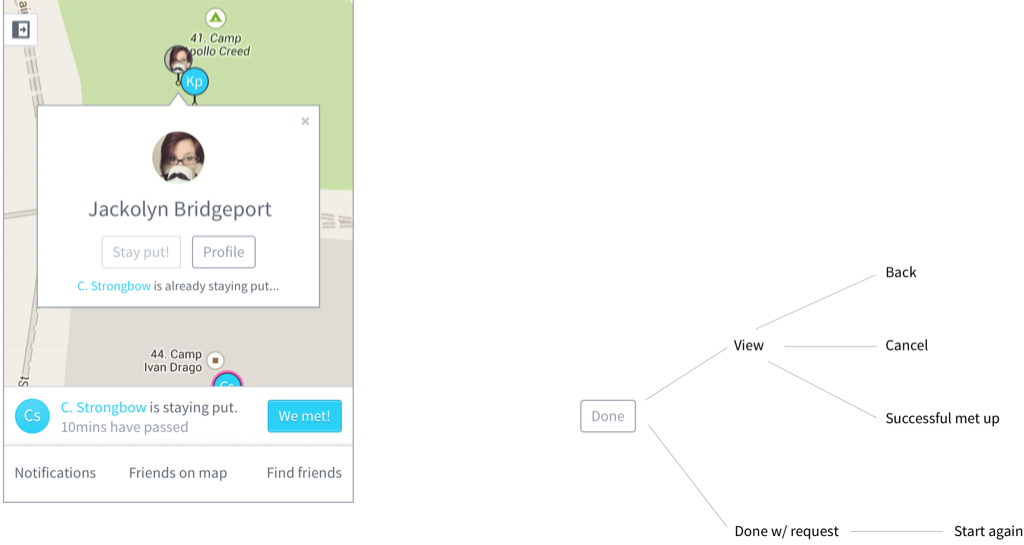 41. Camp
Apollo Creed
Kp
×
Jackolyn Bridgeport
Stay put!
Profile
C. Strongbow is already staying put...
44. Camp
Ivan Drago
Cs
Cs
C. Strongbow is staying put.
10mins have passed
We met!
Notifications
Friends on map
Find friends
Back
View
Cancel
Done
Successful met up
Done w/ request
Start again